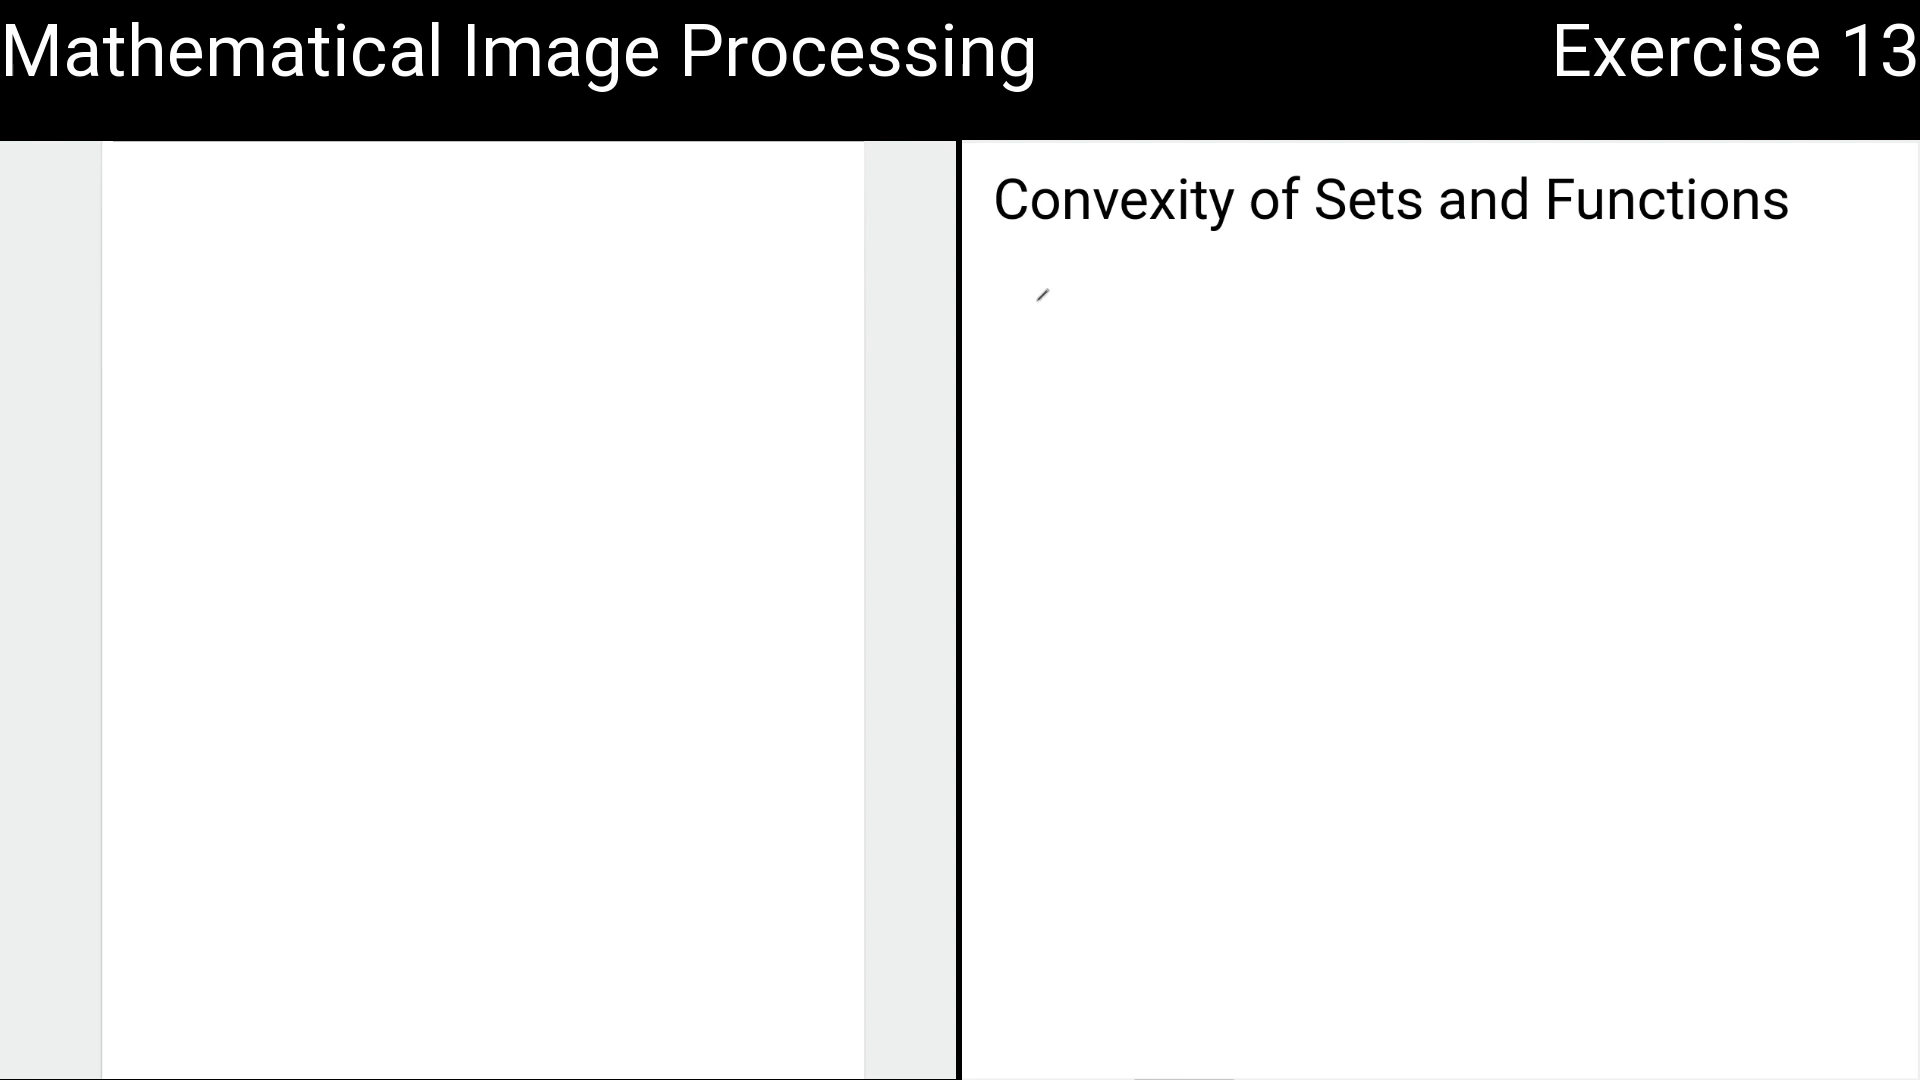 Mathematical Image Processing Exercise 13
Convexity of Sets and Functions